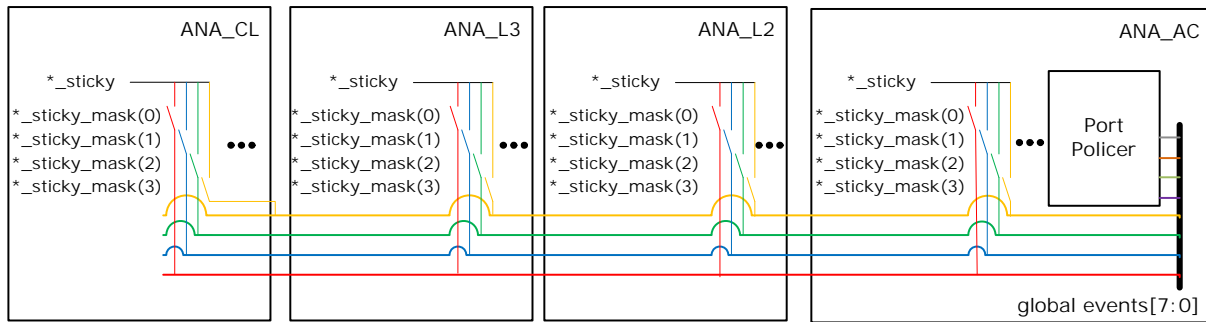 ANA_CL
*_sticky
*_sticky_mask(0)
*_sticky_mask(1)
*_sticky_mask(2)
*_sticky_mask(3)
ANA_L3
*_sticky
*_sticky_mask(0)
*_sticky_mask(1)
*_sticky_mask(2)
*_sticky_mask(3)
ANA_L2
*_sticky
*_sticky_mask(0)
*_sticky_mask(1)
*_sticky_mask(2)
*_sticky_mask(3)
ANA_AC
*_sticky
*_sticky_mask(0)
*_sticky_mask(1)
*_sticky_mask(2)
*_sticky_mask(3)
Port
Policer
global events[7:0]